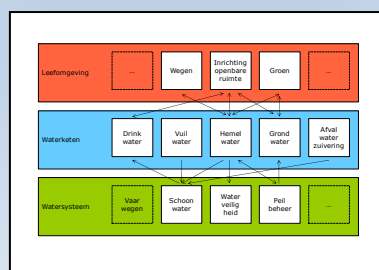 Leefomgeving
...
Wegen
Inrichting
openbare
ruimte
Groen
...
Waterketen
Drink
water
Vuil
water
Hemel
water
Grond
water
Afval
water
zuivering
Watersysteem
Vaar
wegen
Schoon
water
Water
veilig
heid
Peil
beheer
...